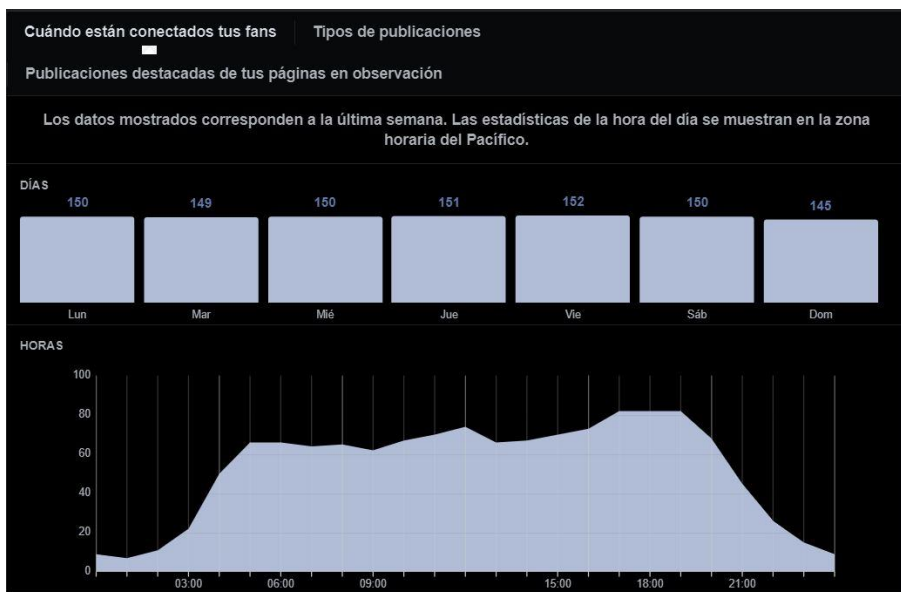 Cuándo están conectados tus fans Tipos de publicaciones
Publicaciones destacadas de tus páginas en observación
Los datos mostrados corresponden a la última semana. Las estadísticas de la hora del día se muestran en la zona
horaria del Pacífico.
DÍAS
150 149 150 151 152 150 145
Lun Mar Mié Jue Vie Sáb Dom
HORAS
100
80
60
40
20
0
03:00 06:00 09:00 15:00 18:00 21:00